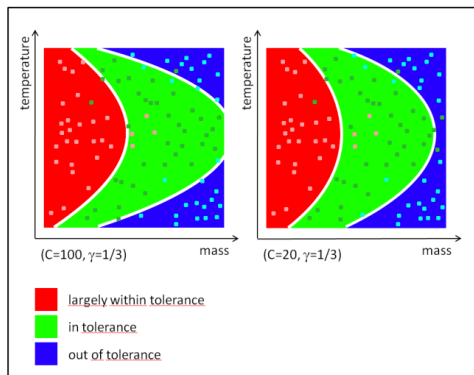 temperature
temperature
mass
mass
(C=100, γ=1/3)
(C=20, γ=1/3)
largely within tolerance
in tolerance
out of tolerance